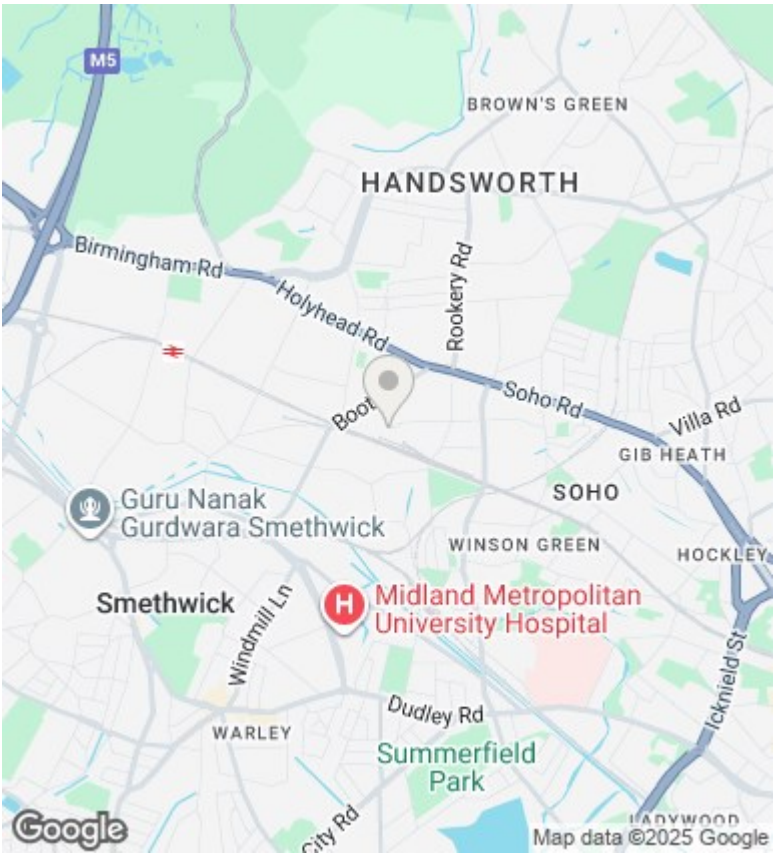 M5
BROWN'S GREEN
HANDSWORTH
Birmingham Rd
Holyhead Rd
Rookery Rd
Soho Rd
Boot
Villa Rd
GIB HEATH
SOHO
Guru Nanak
Gurdwara Smethwick
WINSON GREEN
HOCKLEY
Smethwick
Windmill Ln
H
Midland Metropolitan
University Hospital
Icknield St
Dudley Rd
WARLEY
Summerfield
Park
City Rd
LADYWOOD
Google
Map data ©2025 Google